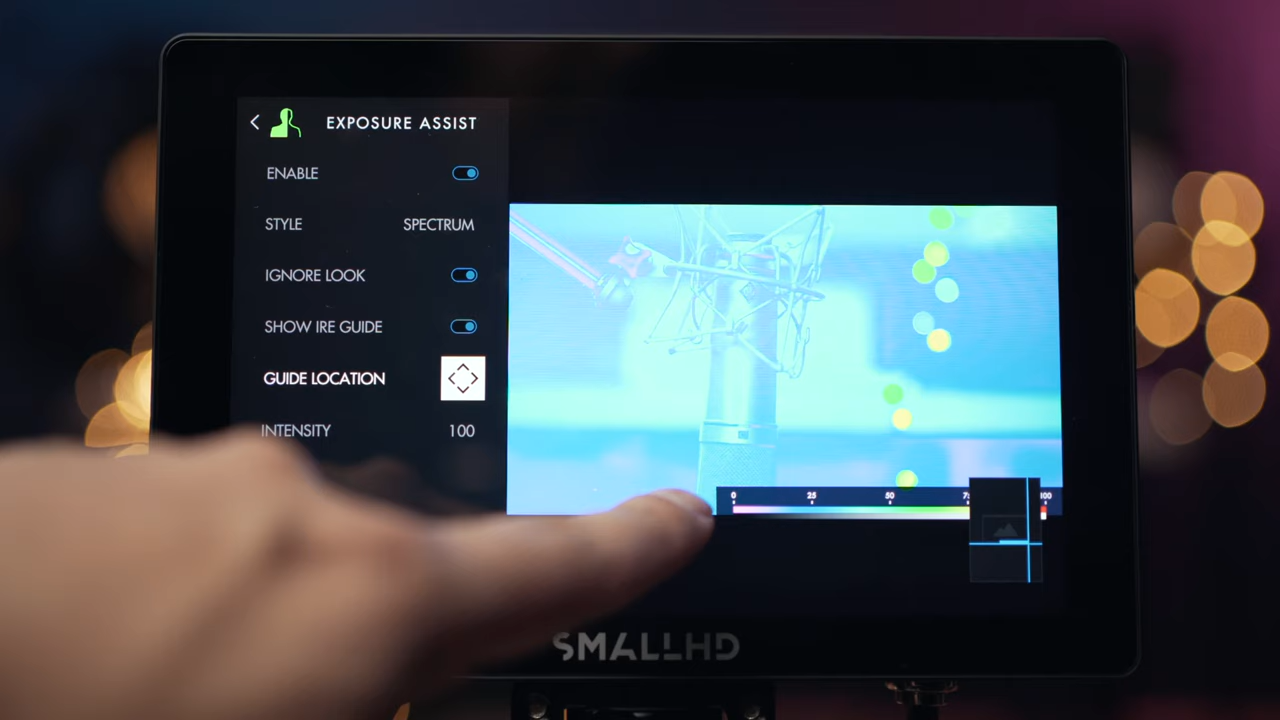 EXPOSURE ASSIST
ENABLE
STYLE SPECTRUM
IGNORE LOOK
SHOW IRE GUIDE
GUIDE LOCATION
INTENSITY 100
0 25 50 100
SMALLHD